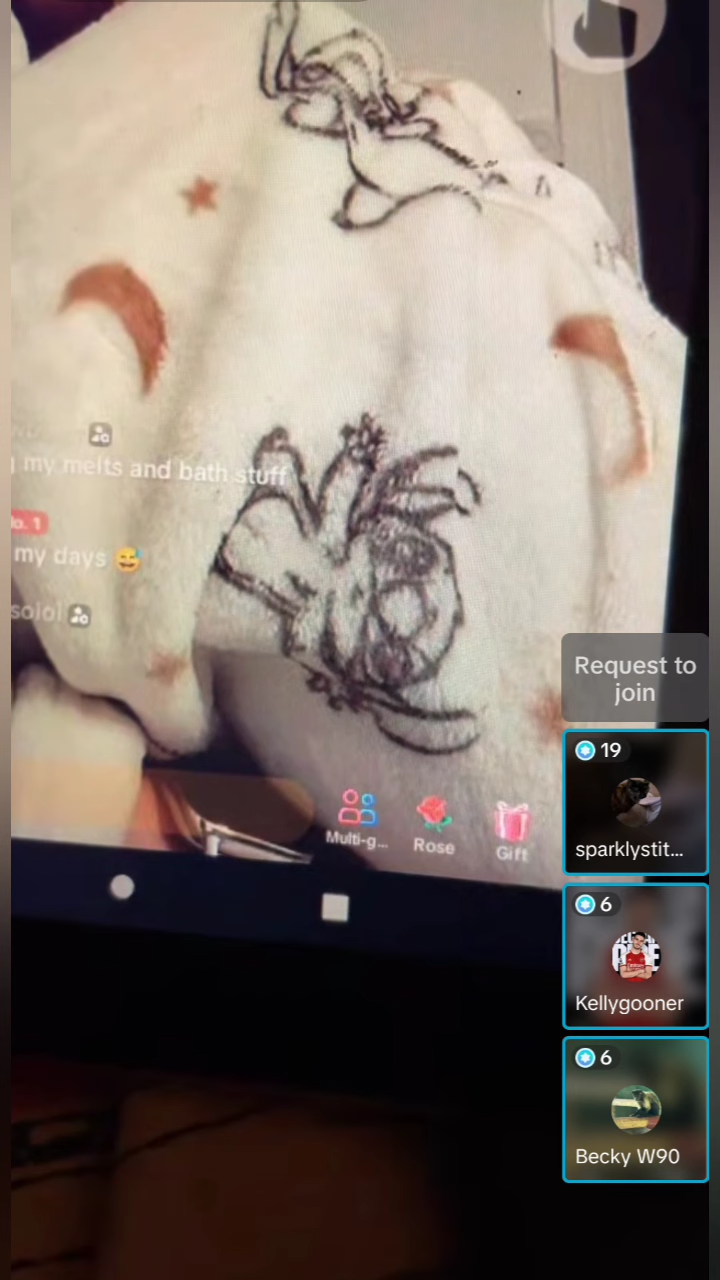 my melts and bath stuff
. 1
my days 😅
solol
Request to
join
19
sparklystit...
6
Kellygooner
6
Becky W90
Multi-g...
Rose
Gift